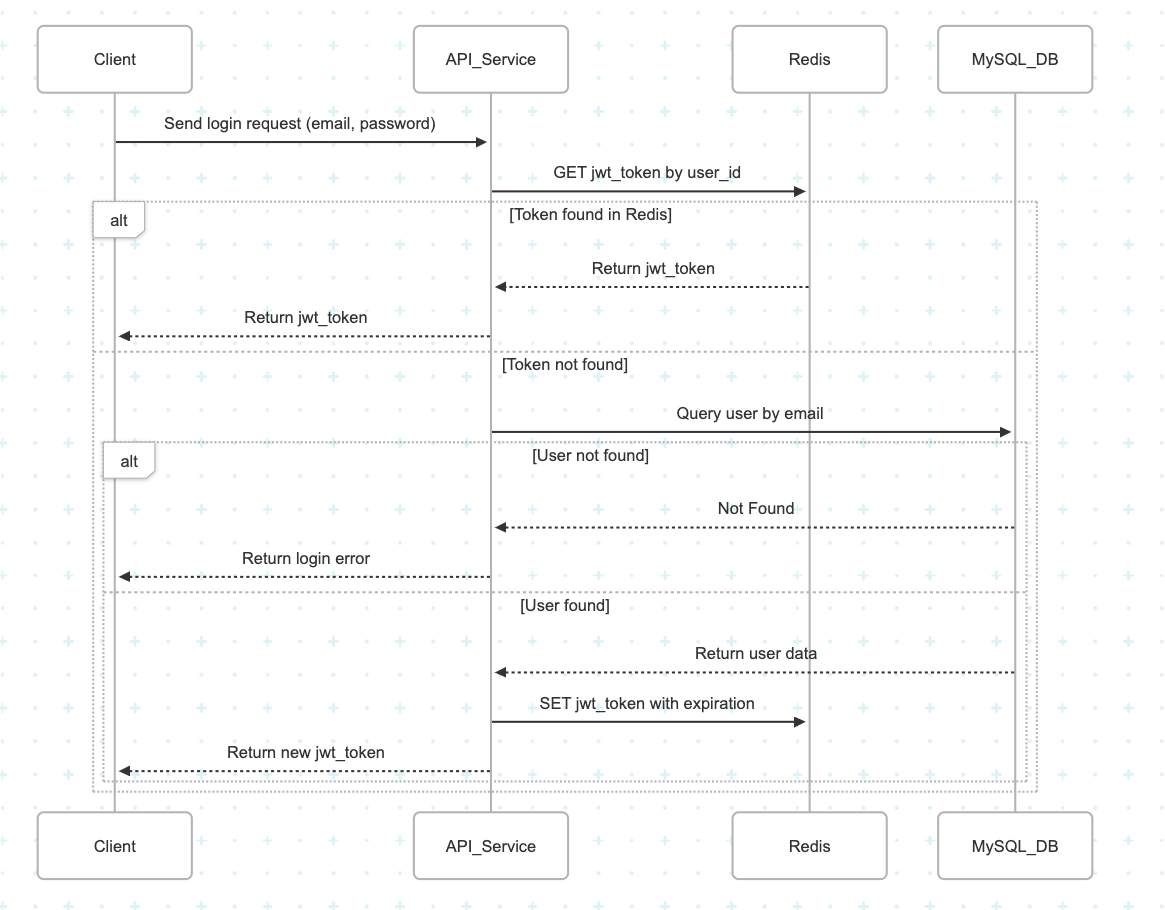 Client
API_Service
Redis
MySQL_DB
Send login request (email, password)
GET jwt_token by user_id
alt
[Token found in Redis]
Return jwt_token
Return jwt_token
[Token not found]
Query user by email
alt
[User not found]
Not Found
Return login error
[User found]
Return user data
SET jwt_token with expiration
Return new jwt_token
Client
API_Service
Redis
MySQL_DB